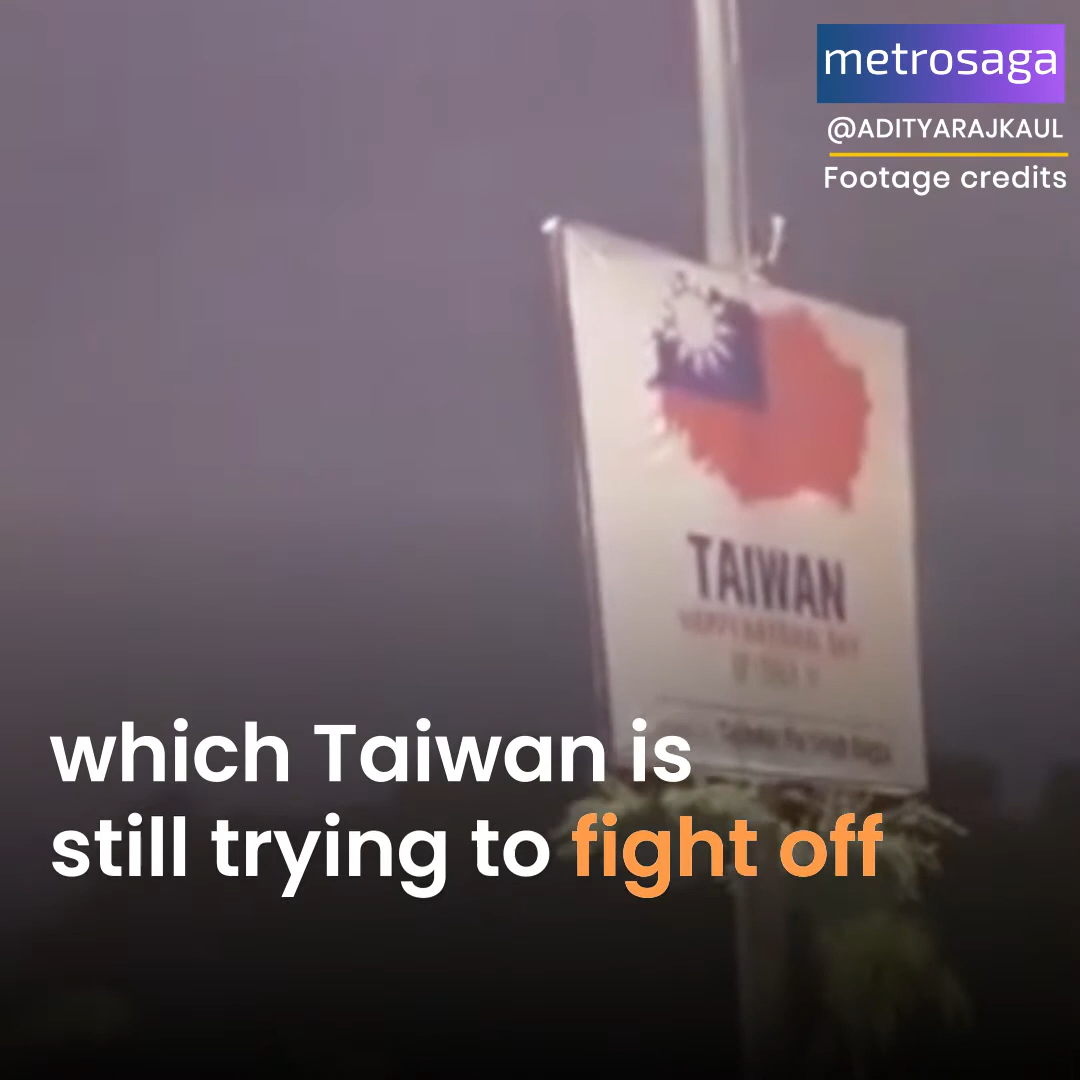 metrosaga
@ADITYARAJKAUL
Footage credits
TAIWAN
which Taiwan is
still trying to fight off